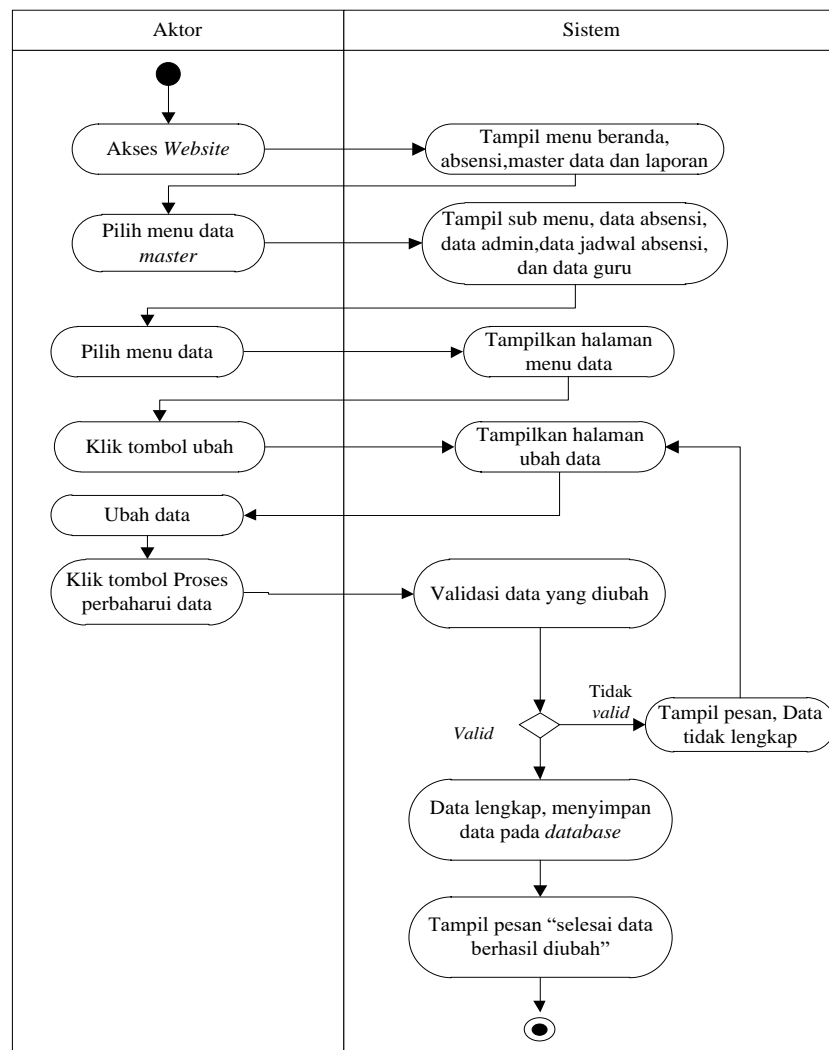 Aktor
Sistem
Akses Website
Tampil menu beranda,
absensi,master data dan laporan
Pilih menu data
master
Tampil sub menu, data absensi,
data admin,data jadwal absensi,
dan data guru
Pilih menu data
Tampilkan halaman
menu data
Klik tombol ubah
Tampilkan halaman
ubah data
Ubah data
Klik tombol Proses
perbaharui data
Validasi data yang diubah
Tidak
valid
Valid
Tampil pesan, Data
tidak lengkap
Data lengkap, menyimpan
data pada database
Tampil pesan “selesai data
berhasil diubah”